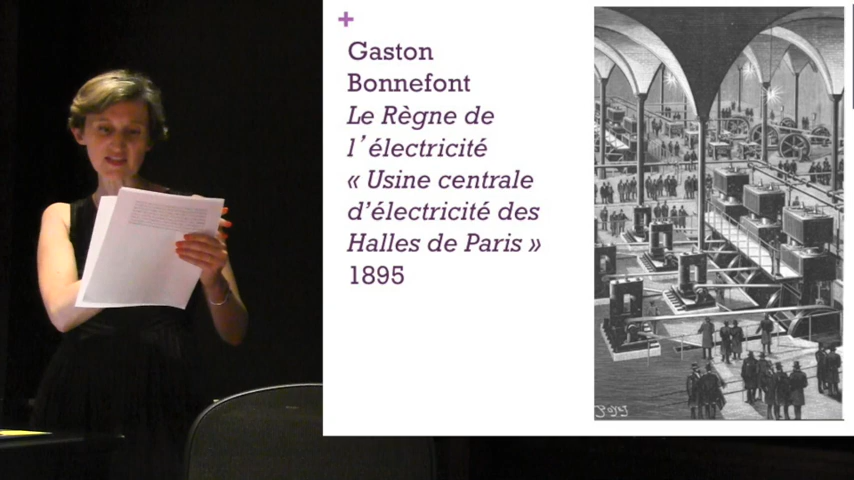 +
Gaston
Bonnefont
Le Règne de
l’électricité
« Usine centrale
d’électricité des
Halles de Paris »
1895